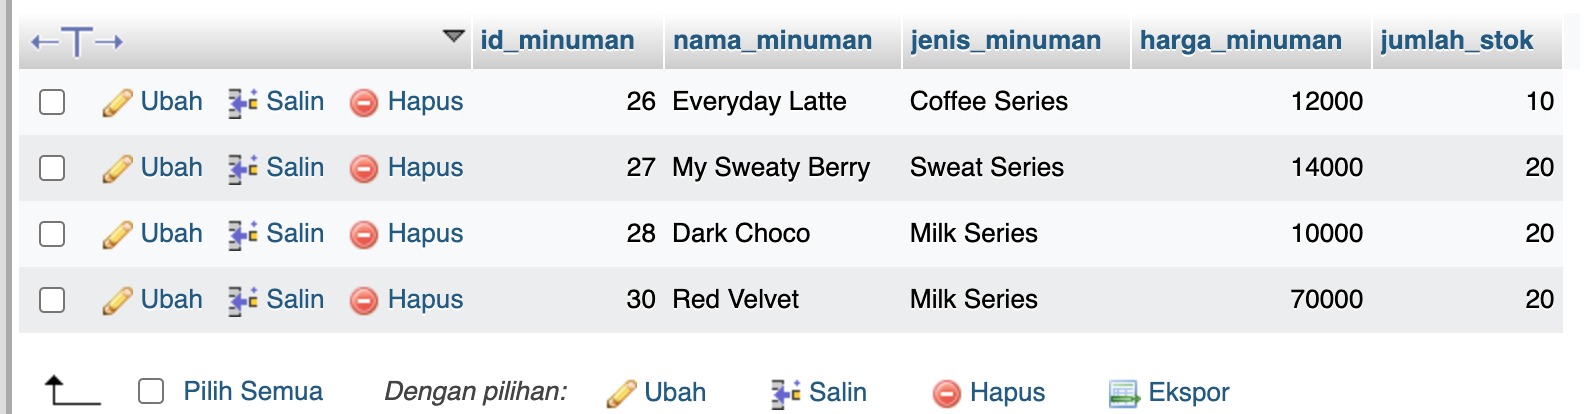 id_minuman nama_minuman jenis_minuman harga_minuman jumlah_stok
Ubah Salin Hapus 26 Everyday Latte Coffee Series 12000 10
Ubah Salin Hapus 27 My Sweaty Berry Sweat Series 14000 20
Ubah Salin Hapus 28 Dark Choco Milk Series 10000 20
Ubah Salin Hapus 30 Red Velvet Milk Series 70000 20
Pilih Semua Dengan pilihan: Ubah Salin Hapus Ekspor